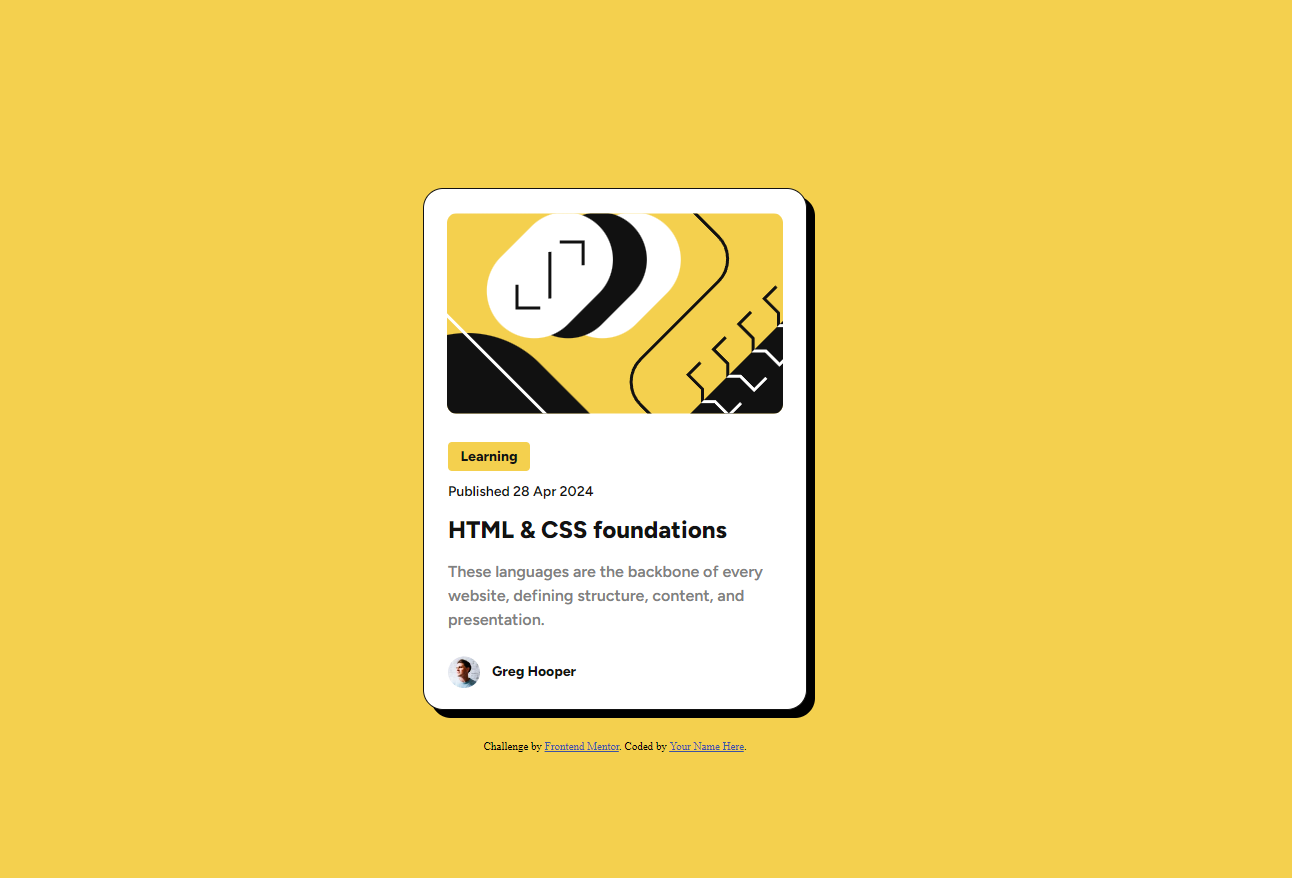 Learning
Published 28 Apr 2024
HTML & CSS foundations
These languages are the backbone of every
website, defining structure, content, and
presentation.
Greg Hooper
Challenge by Frontend Mentor. Coded by Your Name Here.